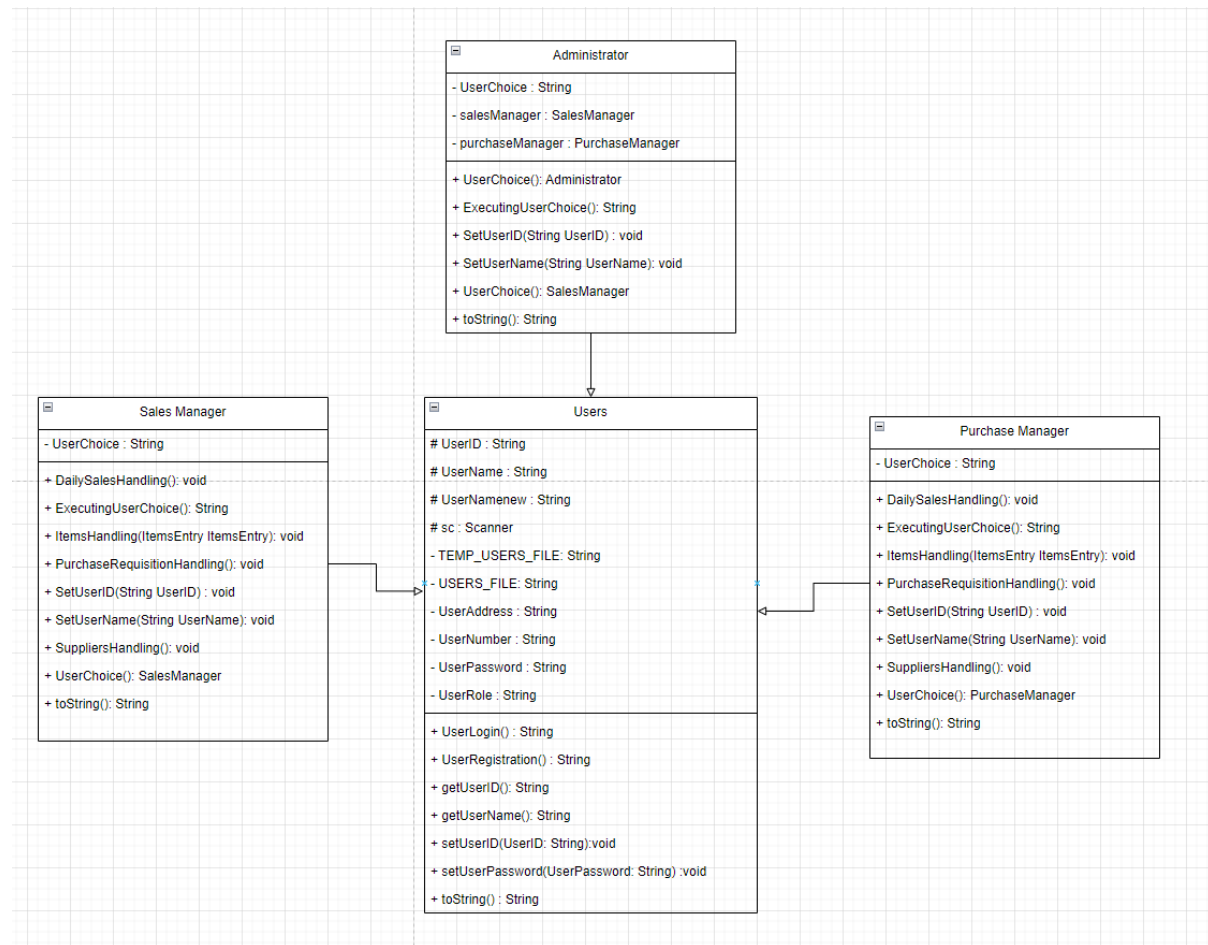 Administrator
- UserChoice : String
- salesManager : SalesManager
- purchaseManager : PurchaseManager
+ UserChoice(): Administrator
+ ExecutingUserChoice(): String
+ SetUserID(String UserID) : void
+ SetUserName(String UserName): void
+ UserChoice(): SalesManager
+ toString(): String
Sales Manager
- UserChoice : String
+ DailySalesHandling(): void
+ ExecutingUserChoice(): String
+ ItemsHandling(ItemsEntry ItemsEntry): void
+ PurchaseRequisitionHandling(): void
+ SetUserID(String UserID) : void
+ SetUserName(String UserName): void
+ SuppliersHandling(): void
+ UserChoice(): SalesManager
+ toString(): String
Users
# UserID : String
# UserName : String
# UserNamenew : String
# sc : Scanner
- TEMP_USERS_FILE: String
- USERS_FILE: String
- UserAddress : String
- UserNumber : String
- UserPassword : String
- UserRole : String
+ UserLogin() : String
+ UserRegistration() : String
+ getUserID(): String
+ getUserName(): String
+ setUserID(UserID: String):void
+ setUserPassword(UserPassword: String) :void
+ toString() : String
Purchase Manager
- UserChoice : String
+ DailySalesHandling(): void
+ ExecutingUserChoice(): String
+ ItemsHandling(ItemsEntry ItemsEntry): void
+ PurchaseRequisitionHandling(): void
+ SetUserID(String UserID) : void
+ SetUserName(String UserName): void
+ SuppliersHandling(): void
+ UserChoice(): PurchaseManager
+ toString(): String